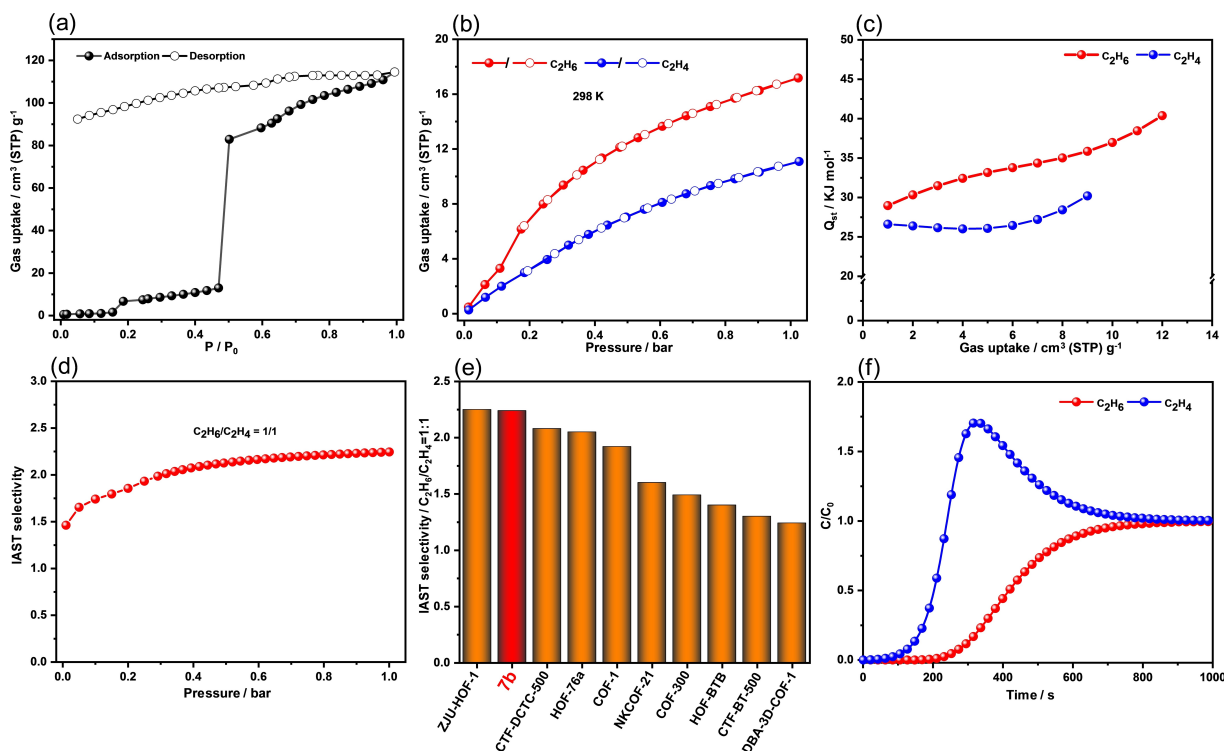 (a)
Adsorption Desorption
Gas uptake / cm³ (STP) g⁻¹
120
100
80
60
40
20
0
0.0 0.2 0.4 0.6 0.8 1.0
P / P₀
(b)
/ C₂H₆ / C₂H₄
298 K
Gas uptake / cm³ (STP) g⁻¹
20
16
12
8
4
0
0.0 0.2 0.4 0.6 0.8 1.0
Pressure / bar
(c)
C₂H₆ C₂H₄
Qst / KJ mol⁻¹
50
45
40
35
30
25
20
0
0 2 4 6 8 10 12 14
Gas uptake / cm³ (STP) g⁻¹
(d)
C₂H₆/C₂H₄ = 1/1
IAST selectivity
3.0
2.5
2.0
1.5
1.0
0.5
0.0
0.0 0.2 0.4 0.6 0.8 1.0
Pressure / bar
(e)
IAST selectivity / C₂H₆/C₂H₄=1:1
2.5
2.0
1.5
1.0
0.5
0.0
ZJU-HOF-1
7b
CTF-DCTC-500
HOF-76a
COF-1
NKCOF-21
COF-300
HOF-BTB
CTF-BT-500
DBA-3D-COF-1
(f)
C₂H₆ C₂H₄
C/C₀
2.0
1.5
1.0
0.5
0.0
0 200 400 600 800 1000
Time / s